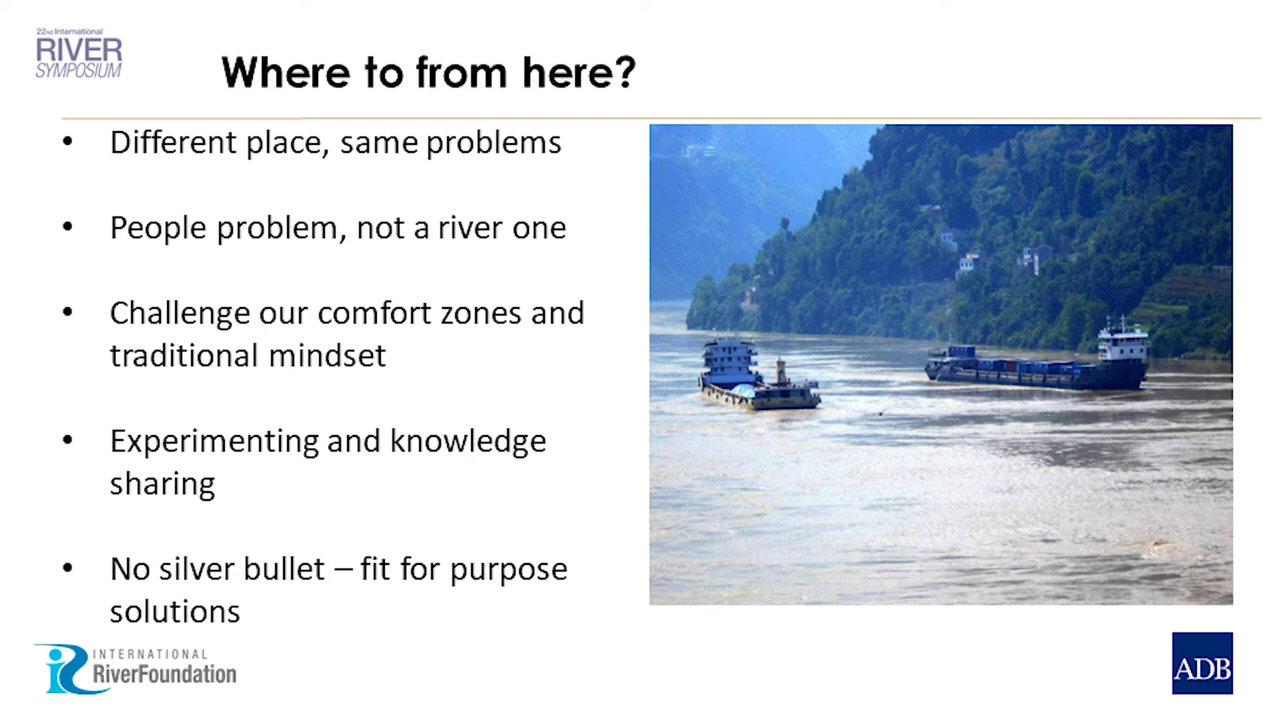 22nd International
RIVER
SYMPOSIUM
Where to from here?
• Different place, same problems
• People problem, not a river one
• Challenge our comfort zones and
traditional mindset
• Experimenting and knowledge
sharing
• No silver bullet – fit for purpose
solutions
INTERNATIONAL
RiverFoundation
ADB